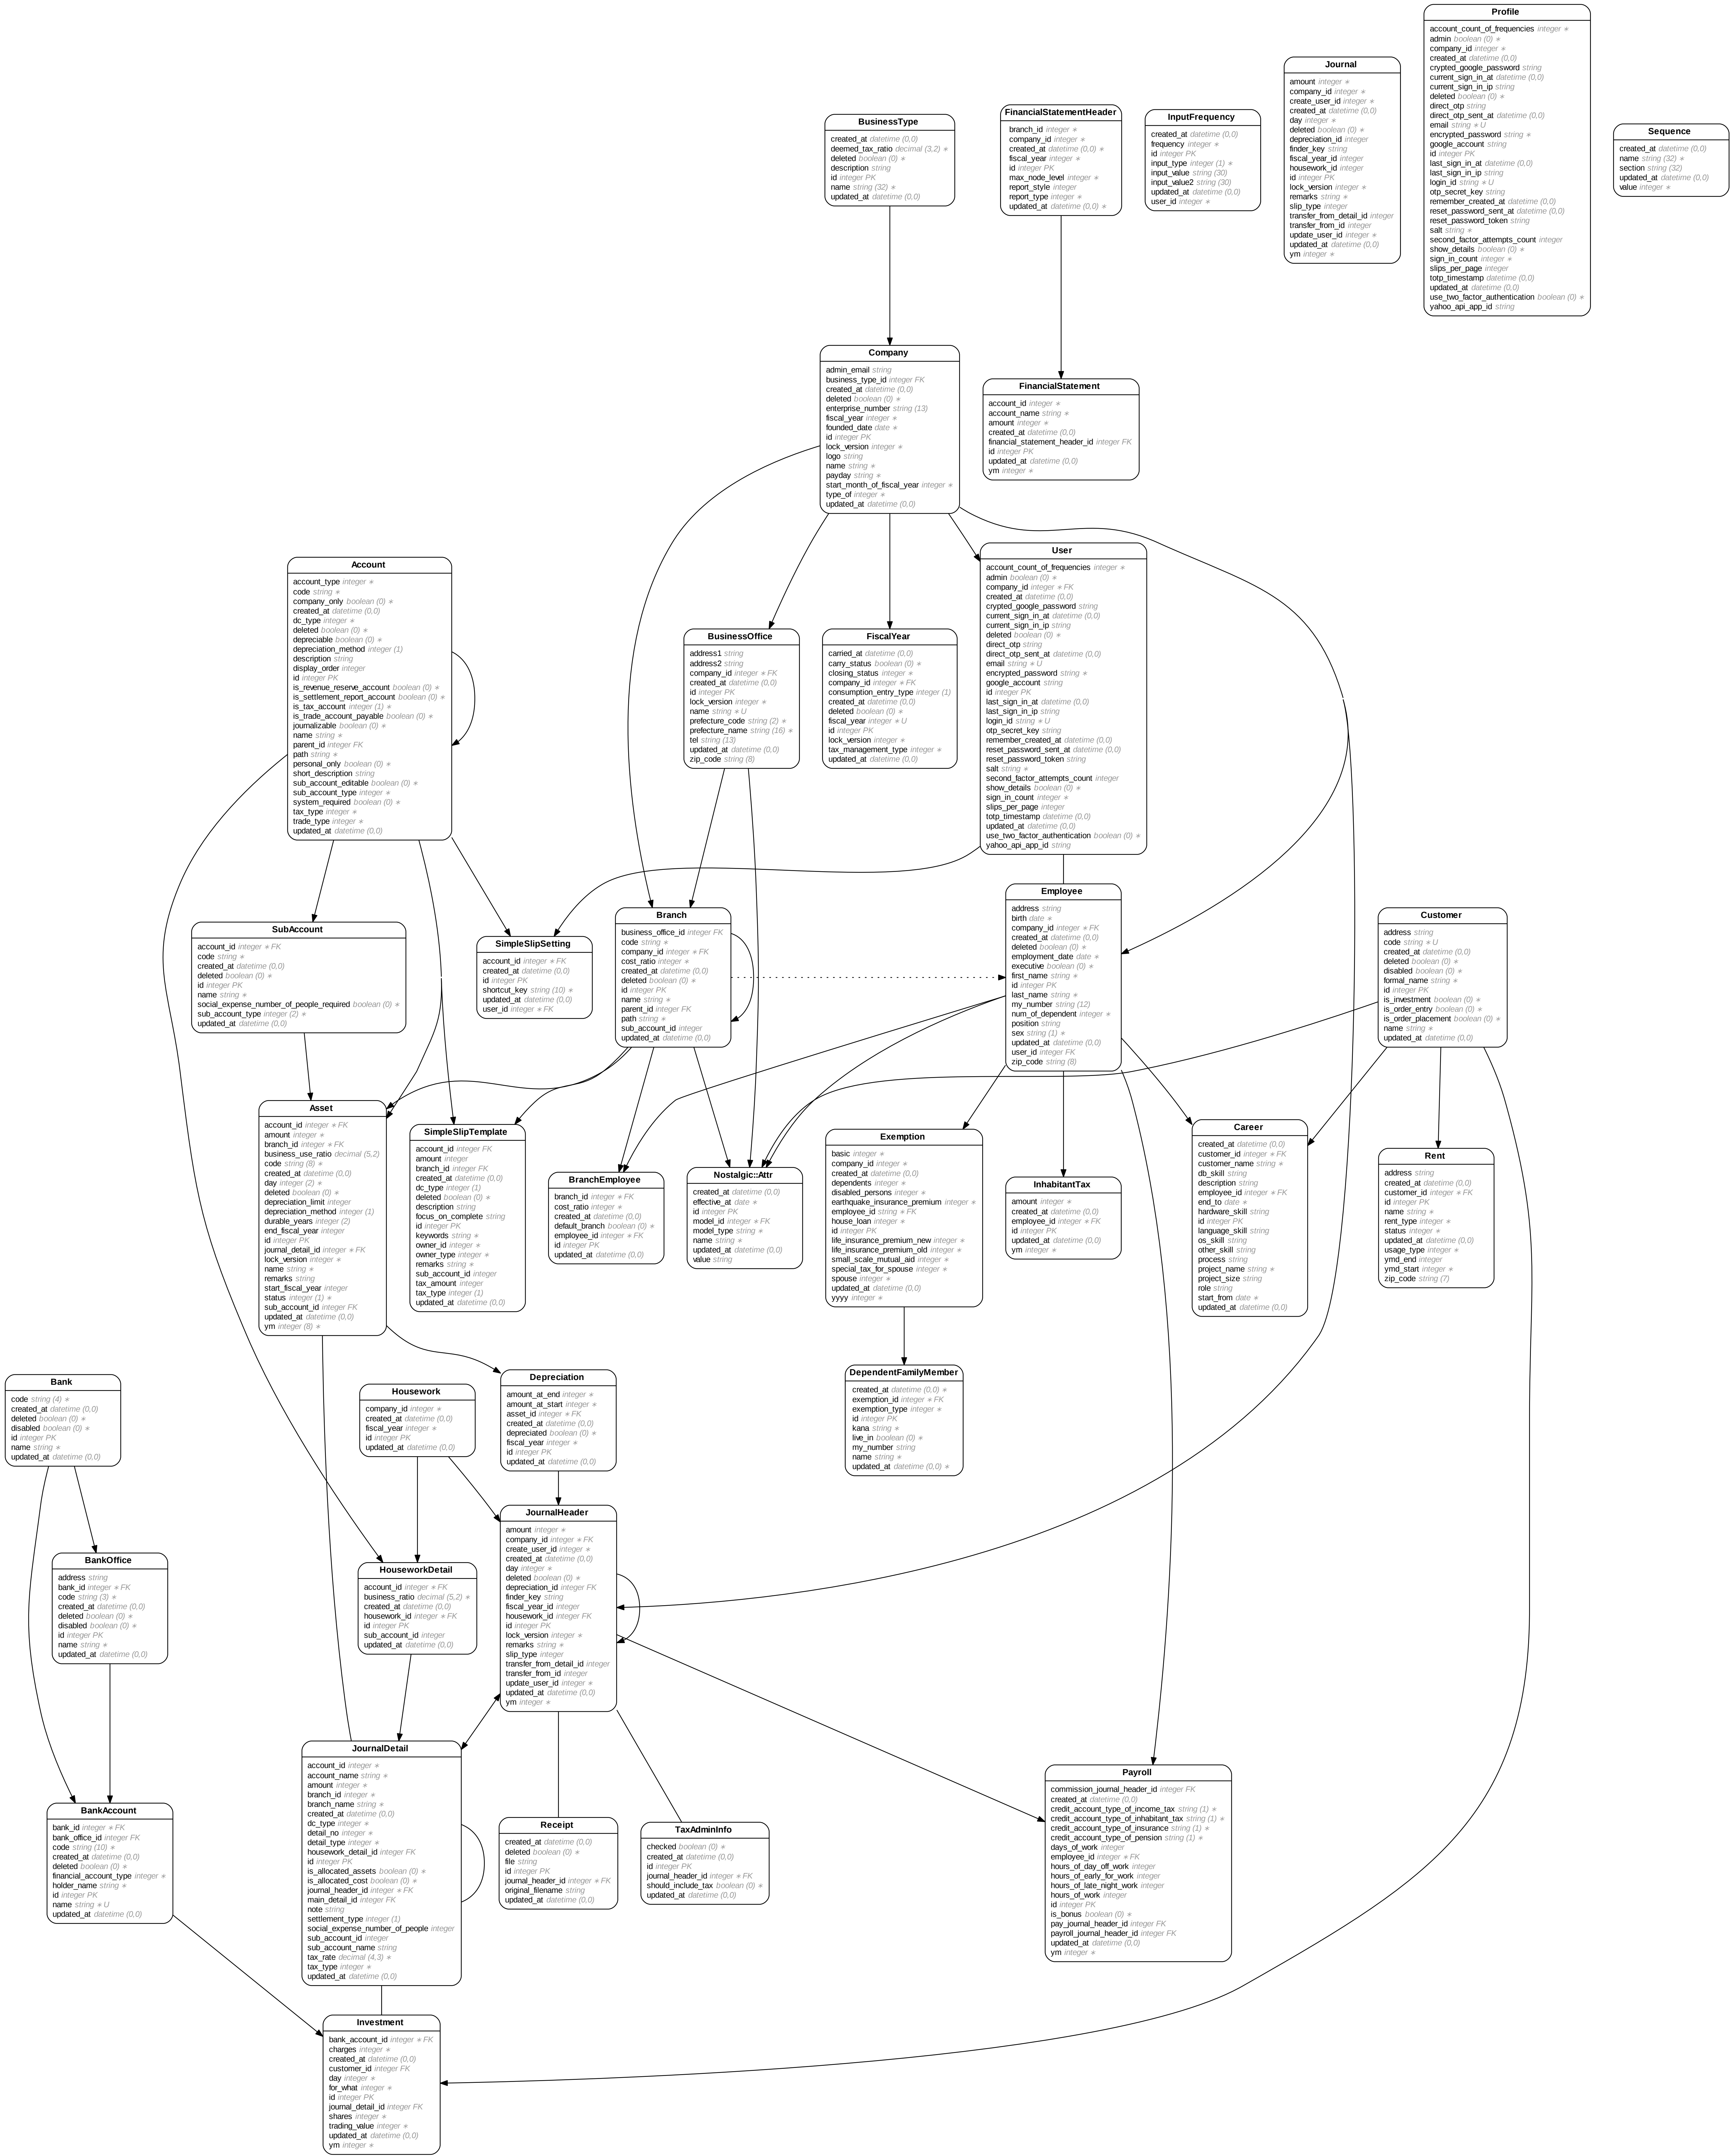 Profile
account_count_of_frequencies integer ∗
admin boolean (0) ∗
company_id integer ∗
created_at datetime (0,0)
crypted_google_password string
current_sign_in_at datetime (0,0)
current_sign_in_ip string
deleted boolean (0) ∗
direct_otp string
direct_otp_sent_at datetime (0,0)
email string ∗ U
encrypted_password string ∗
google_account string
id integer PK
last_sign_in_at datetime (0,0)
last_sign_in_ip string
login_id string ∗ U
otp_secret_key string
remember_created_at datetime (0,0)
reset_password_sent_at datetime (0,0)
reset_password_token string
salt string ∗
second_factor_attempts_count integer
show_details boolean (0) ∗
sign_in_count integer ∗
slips_per_page integer
totp_timestamp datetime (0,0)
updated_at datetime (0,0)
use_two_factor_authentication boolean (0) ∗
yahoo_api_app_id string
Journal
amount integer ∗
company_id integer ∗
create_user_id integer ∗
created_at datetime (0,0)
day integer ∗
deleted boolean (0) ∗
depreciation_id integer
finder_key string
fiscal_year_id integer
housework_id integer
id integer PK
lock_version integer ∗
remarks string ∗
slip_type integer
transfer_from_detail_id integer
transfer_from_id integer
update_user_id integer ∗
updated_at datetime (0,0)
ym integer ∗
BusinessType
created_at datetime (0,0)
deemed_tax_ratio decimal (3,2) ∗
deleted boolean (0) ∗
description string
id integer PK
name string (32) ∗
updated_at datetime (0,0)
FinancialStatementHeader
branch_id integer ∗
company_id integer ∗
created_at datetime (0,0) ∗
fiscal_year integer ∗
id integer PK
max_node_level integer ∗
report_style integer
report_type integer ∗
updated_at datetime (0,0) ∗
InputFrequency
created_at datetime (0,0)
frequency integer ∗
id integer PK
input_type integer (1) ∗
input_value string (30)
input_value2 string (30)
updated_at datetime (0,0)
user_id integer ∗
Sequence
created_at datetime (0,0)
name string (32) ∗
section string (32)
updated_at datetime (0,0)
value integer ∗
Company
admin_email string
business_type_id integer FK
created_at datetime (0,0)
deleted boolean (0) ∗
enterprise_number string (13)
fiscal_year integer ∗
founded_date date ∗
id integer PK
lock_version integer ∗
logo string
name string ∗
payday string ∗
start_month_of_fiscal_year integer ∗
type_of integer ∗
updated_at datetime (0,0)
FinancialStatement
account_id integer ∗
account_name string ∗
amount integer ∗
created_at datetime (0,0)
financial_statement_header_id integer FK
id integer PK
updated_at datetime (0,0)
ym integer ∗
Account
account_type integer ∗
code string ∗
company_only boolean (0) ∗
created_at datetime (0,0)
dc_type integer ∗
deleted boolean (0) ∗
depreciable boolean (0) ∗
depreciation_method integer (1)
description string
display_order integer
id integer PK
is_revenue_reserve_account boolean (0) ∗
is_settlement_report_account boolean (0) ∗
is_tax_account integer (1) ∗
is_trade_account_payable boolean (0) ∗
journalizable boolean (0) ∗
name string ∗
parent_id integer FK
path string ∗
personal_only boolean (0) ∗
short_description string
sub_account_editable boolean (0) ∗
sub_account_type integer ∗
system_required boolean (0) ∗
tax_type integer ∗
trade_type integer ∗
updated_at datetime (0,0)
BusinessOffice
address1 string
address2 string
company_id integer ∗ FK
created_at datetime (0,0)
id integer PK
lock_version integer ∗
name string ∗ U
prefecture_code string (2) ∗
prefecture_name string (16) ∗
tel string (13)
updated_at datetime (0,0)
zip_code string (8)
FiscalYear
carried_at datetime (0,0)
carry_status boolean (0) ∗
closing_status integer ∗
company_id integer ∗ FK
consumption_entry_type integer (1)
created_at datetime (0,0)
deleted boolean (0) ∗
fiscal_year integer ∗ U
id integer PK
lock_version integer ∗
tax_management_type integer ∗
updated_at datetime (0,0)
User
account_count_of_frequencies integer ∗
admin boolean (0) ∗
company_id integer ∗ FK
created_at datetime (0,0)
crypted_google_password string
current_sign_in_at datetime (0,0)
current_sign_in_ip string
deleted boolean (0) ∗
direct_otp string
direct_otp_sent_at datetime (0,0)
email string ∗ U
encrypted_password string ∗
google_account string
id integer PK
last_sign_in_at datetime (0,0)
last_sign_in_ip string
login_id string ∗ U
otp_secret_key string
remember_created_at datetime (0,0)
reset_password_sent_at datetime (0,0)
reset_password_token string
salt string ∗
second_factor_attempts_count integer
show_details boolean (0) ∗
sign_in_count integer ∗
slips_per_page integer
totp_timestamp datetime (0,0)
updated_at datetime (0,0)
use_two_factor_authentication boolean (0) ∗
yahoo_api_app_id string
SubAccount
account_id integer ∗ FK
code string ∗
created_at datetime (0,0)
deleted boolean (0) ∗
id integer PK
name string ∗
social_expense_number_of_people_required boolean (0) ∗
sub_account_type integer (2) ∗
updated_at datetime (0,0)
SimpleSlipSetting
account_id integer ∗ FK
created_at datetime (0,0)
id integer PK
shortcut_key string (10) ∗
updated_at datetime (0,0)
user_id integer ∗ FK
Branch
business_office_id integer FK
code string ∗
company_id integer ∗ FK
cost_ratio integer ∗
created_at datetime (0,0)
deleted boolean (0) ∗
id integer PK
name string ∗
parent_id integer FK
path string ∗
sub_account_id integer
updated_at datetime (0,0)
Employee
address string
birth date ∗
company_id integer ∗ FK
created_at datetime (0,0)
deleted boolean (0) ∗
employment_date date ∗
executive boolean (0) ∗
first_name string ∗
id integer PK
last_name string ∗
my_number string (12)
num_of_dependent integer ∗
position string
sex string (1) ∗
updated_at datetime (0,0)
user_id integer FK
zip_code string (8)
Customer
address string
code string ∗ U
created_at datetime (0,0)
deleted boolean (0) ∗
disabled boolean (0) ∗
formal_name string ∗
id integer PK
is_investment boolean (0) ∗
is_order_entry boolean (0) ∗
is_order_placement boolean (0) ∗
name string ∗
updated_at datetime (0,0)
Asset
account_id integer ∗ FK
amount integer ∗
branch_id integer ∗ FK
business_use_ratio decimal (5,2)
code string (8) ∗
created_at datetime (0,0)
day integer (2) ∗
deleted boolean (0) ∗
depreciation_limit integer
depreciation_method integer (1)
durable_years integer (2)
end_fiscal_year integer
id integer PK
journal_detail_id integer ∗ FK
lock_version integer ∗
name string ∗
remarks string
start_fiscal_year integer
status integer (1) ∗
sub_account_id integer FK
updated_at datetime (0,0)
ym integer (8) ∗
SimpleSlipTemplate
account_id integer FK
amount integer
branch_id integer FK
created_at datetime (0,0)
dc_type integer (1)
deleted boolean (0) ∗
description string
focus_on_complete string
id integer PK
keywords string ∗
owner_id integer ∗
owner_type integer ∗
remarks string ∗
sub_account_id integer
tax_amount integer
tax_type integer (1)
updated_at datetime (0,0)
BranchEmployee
branch_id integer ∗ FK
cost_ratio integer ∗
created_at datetime (0,0)
default_branch boolean (0) ∗
employee_id integer ∗ FK
id integer PK
updated_at datetime (0,0)
Nostalgic::Attr
created_at datetime (0,0)
effective_at date ∗
id integer PK
model_id integer ∗ FK
model_type string ∗
name string ∗
updated_at datetime (0,0)
value string
Exemption
basic integer ∗
company_id integer ∗
created_at datetime (0,0)
dependents integer ∗
disabled_persons integer ∗
earthquake_insurance_premium integer ∗
employee_id string ∗ FK
house_loan integer ∗
id integer PK
life_insurance_premium_new integer ∗
life_insurance_premium_old integer ∗
small_scale_mutual_aid integer ∗
special_tax_for_spouse integer ∗
spouse integer ∗
updated_at datetime (0,0)
yyyy integer ∗
InhabitantTax
amount integer ∗
created_at datetime (0,0)
employee_id integer ∗ FK
id integer PK
updated_at datetime (0,0)
ym integer ∗
Career
created_at datetime (0,0)
customer_id integer ∗ FK
customer_name string ∗
db_skill string
description string
employee_id integer ∗ FK
end_to date ∗
hardware_skill string
id integer PK
language_skill string
os_skill string
other_skill string
process string
project_name string ∗
project_size string
role string
start_from date ∗
updated_at datetime (0,0)
Rent
address string
created_at datetime (0,0)
customer_id integer ∗ FK
id integer PK
name string ∗
rent_type integer ∗
status integer ∗
updated_at datetime (0,0)
usage_type integer ∗
ymd_end integer
ymd_start integer ∗
zip_code string (7)
Bank
code string (4) ∗
created_at datetime (0,0)
deleted boolean (0) ∗
disabled boolean (0) ∗
id integer PK
name string ∗
updated_at datetime (0,0)
Housework
company_id integer ∗
created_at datetime (0,0)
fiscal_year integer ∗
id integer PK
updated_at datetime (0,0)
Depreciation
amount_at_end integer ∗
amount_at_start integer ∗
asset_id integer ∗ FK
created_at datetime (0,0)
depreciated boolean (0) ∗
fiscal_year integer ∗
id integer PK
updated_at datetime (0,0)
DependentFamilyMember
created_at datetime (0,0) ∗
exemption_id integer ∗ FK
exemption_type integer ∗
id integer PK
kana string ∗
live_in boolean (0) ∗
my_number string
name string ∗
updated_at datetime (0,0) ∗
BankOffice
address string
bank_id integer ∗ FK
code string (3) ∗
created_at datetime (0,0)
deleted boolean (0) ∗
disabled boolean (0) ∗
id integer PK
name string ∗
updated_at datetime (0,0)
HouseworkDetail
account_id integer ∗ FK
business_ratio decimal (5,2) ∗
created_at datetime (0,0)
housework_id integer ∗ FK
id integer PK
sub_account_id integer
updated_at datetime (0,0)
JournalHeader
amount integer ∗
company_id integer ∗ FK
create_user_id integer ∗
created_at datetime (0,0)
day integer ∗
deleted boolean (0) ∗
depreciation_id integer FK
finder_key string
fiscal_year_id integer
housework_id integer FK
id integer PK
lock_version integer ∗
remarks string ∗
slip_type integer
transfer_from_detail_id integer
transfer_from_id integer
update_user_id integer ∗
updated_at datetime (0,0)
ym integer ∗
BankAccount
bank_id integer ∗ FK
bank_office_id integer FK
code string (10) ∗
created_at datetime (0,0)
deleted boolean (0) ∗
financial_account_type integer ∗
holder_name string ∗
id integer PK
name string ∗ U
updated_at datetime (0,0)
JournalDetail
account_id integer ∗
account_name string ∗
amount integer ∗
branch_id integer ∗
branch_name string ∗
created_at datetime (0,0)
dc_type integer ∗
detail_no integer ∗
detail_type integer ∗
housework_detail_id integer FK
id integer PK
is_allocated_assets boolean (0) ∗
is_allocated_cost boolean (0) ∗
journal_header_id integer ∗ FK
main_detail_id integer FK
note string
settlement_type integer (1)
social_expense_number_of_people integer
sub_account_id integer
sub_account_name string
tax_rate decimal (4,3) ∗
tax_type integer ∗
updated_at datetime (0,0)
Receipt
created_at datetime (0,0)
deleted boolean (0) ∗
file string
id integer PK
journal_header_id integer ∗ FK
original_filename string
updated_at datetime (0,0)
TaxAdminInfo
checked boolean (0) ∗
created_at datetime (0,0)
id integer PK
journal_header_id integer ∗ FK
should_include_tax boolean (0) ∗
updated_at datetime (0,0)
Payroll
commission_journal_header_id integer FK
created_at datetime (0,0)
credit_account_type_of_income_tax string (1) ∗
credit_account_type_of_inhabitant_tax string (1) ∗
credit_account_type_of_insurance string (1) ∗
credit_account_type_of_pension string (1) ∗
days_of_work integer
employee_id integer ∗ FK
hours_of_day_off_work integer
hours_of_early_for_work integer
hours_of_late_night_work integer
hours_of_work integer
id integer PK
is_bonus boolean (0) ∗
pay_journal_header_id integer FK
payroll_journal_header_id integer FK
updated_at datetime (0,0)
ym integer ∗
Investment
bank_account_id integer ∗ FK
charges integer ∗
created_at datetime (0,0)
customer_id integer FK
day integer ∗
for_what integer ∗
id integer PK
journal_detail_id integer FK
shares integer ∗
trading_value integer ∗
updated_at datetime (0,0)
ym integer ∗